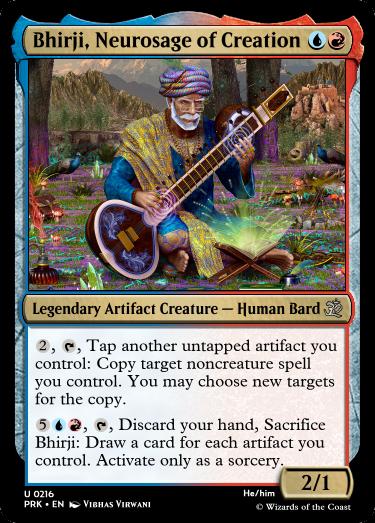 Bhirji, Neurosage of Creation
Legendary Artifact Creature — Human Bard
2, , Tap another untapped artifact you
control: Copy target noncreature spell
you control. You may choose new targets
for the copy.
5 , , Discard your hand, Sacrifice
Bhirji: Draw a card for each artifact you
control. Activate only as a sorcery.
2/1
U 0216
He/him
PRK • EN Vibhas Virwani
© Wizards of the Coast